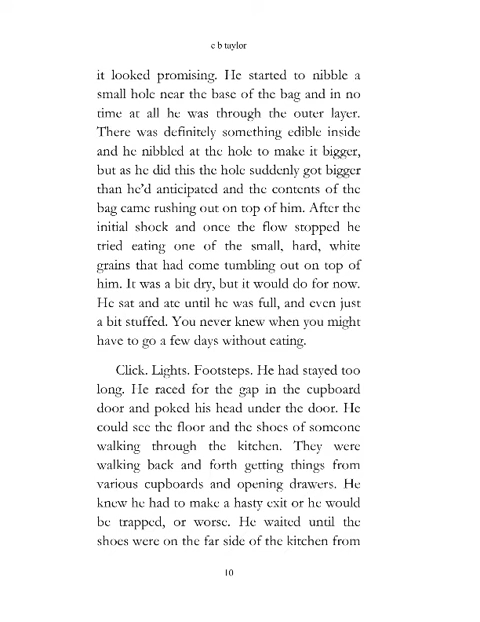 c b taylor
it looked promising. He started to nibble a
small hole near the base of the bag and in no
time at all he was through the outer layer.
There was definitely something edible inside
and he nibbled at the hole to make it bigger,
but as he did this the hole suddenly got bigger
than he'd anticipated and the contents of the
bag came rushing out on top of him. After the
initial shock and once the flow stopped he
tried eating one of the small, hard, white
grains that had come tumbling out on top of
him. It was a bit dry, but it would do for now.
He sat and ate until he was full, and even just
a bit stuffed. You never knew when you might
have to go a few days without eating.
Click. Lights. Footsteps. He had stayed too
long. He raced for the gap in the cupboard
door and poked his head under the door. He
could see the floor and the shoes of someone
walking through the kitchen. They were
walking back and forth getting things from
various cupboards and opening drawers. He
knew he had to make a hasty exit or he would
be trapped, or worse. He waited until the
shoes were on the far side of the kitchen from
10